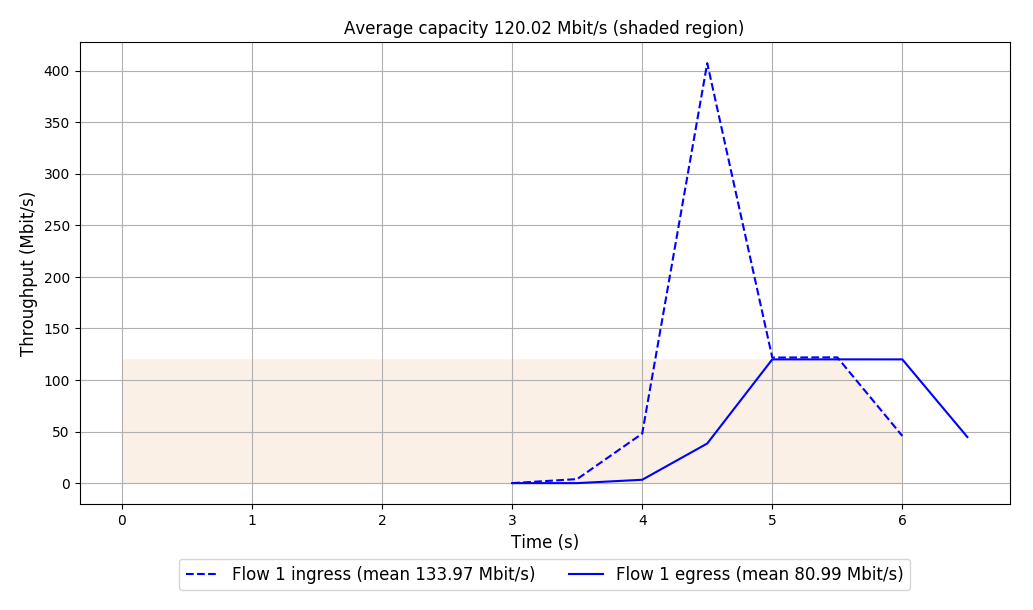 Average capacity 120.02 Mbit/s (shaded region)
Throughput (Mbit/s)
400
350
300
250
200
150
100
50
0
0 1 2 3 4 5 6
Time (s)
Flow 1 ingress (mean 133.97 Mbit/s) Flow 1 egress (mean 80.99 Mbit/s)